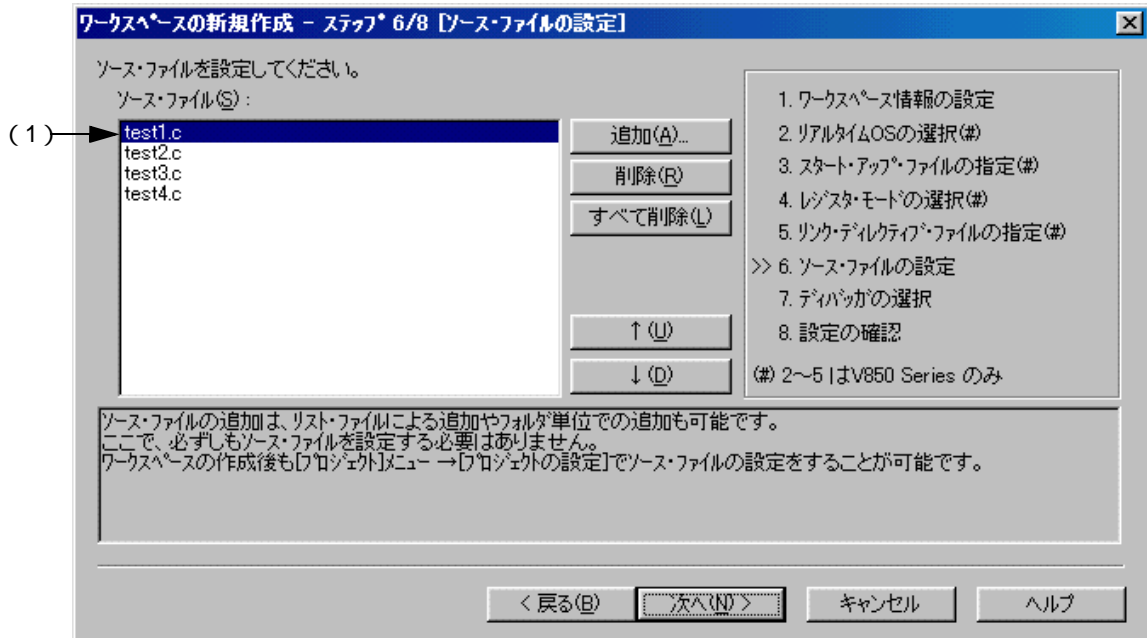 ワークスペースの新規作成 - ステップ 6/8 [ソース・ファイルの設定]
ソース・ファイルを設定してください。
ソース・ファイル(S) :
(1)
test1.c
test2.c
test3.c
test4.c
追加(A)...
削除(R)
すべて削除(L)
↑(U)
↓(D)
1. ワークスペース情報の設定
2. リアルタイムOSの選択(#)
3. スタート・アップ・ファイルの指定(#)
4. レジスタ・モードの選択(#)
5. リンク・ディレクティブ・ファイルの指定(#)
>> 6. ソース・ファイルの設定
7. ディバッガの選択
8. 設定の確認
(#) 2～5 はV850 Series のみ
ソース・ファイルの追加は、リスト・ファイルによる追加やフォルダ単位での追加も可能です。
ここで、必ずしもソース・ファイルを設定する必要はありません。
ワークスペースの作成後も[プロジェクト]メニュー →[プロジェクトの設定]でソース・ファイルの設定をすることが可能です。
< 戻る(B)
次へ(N) >
キャンセル
ヘルプ